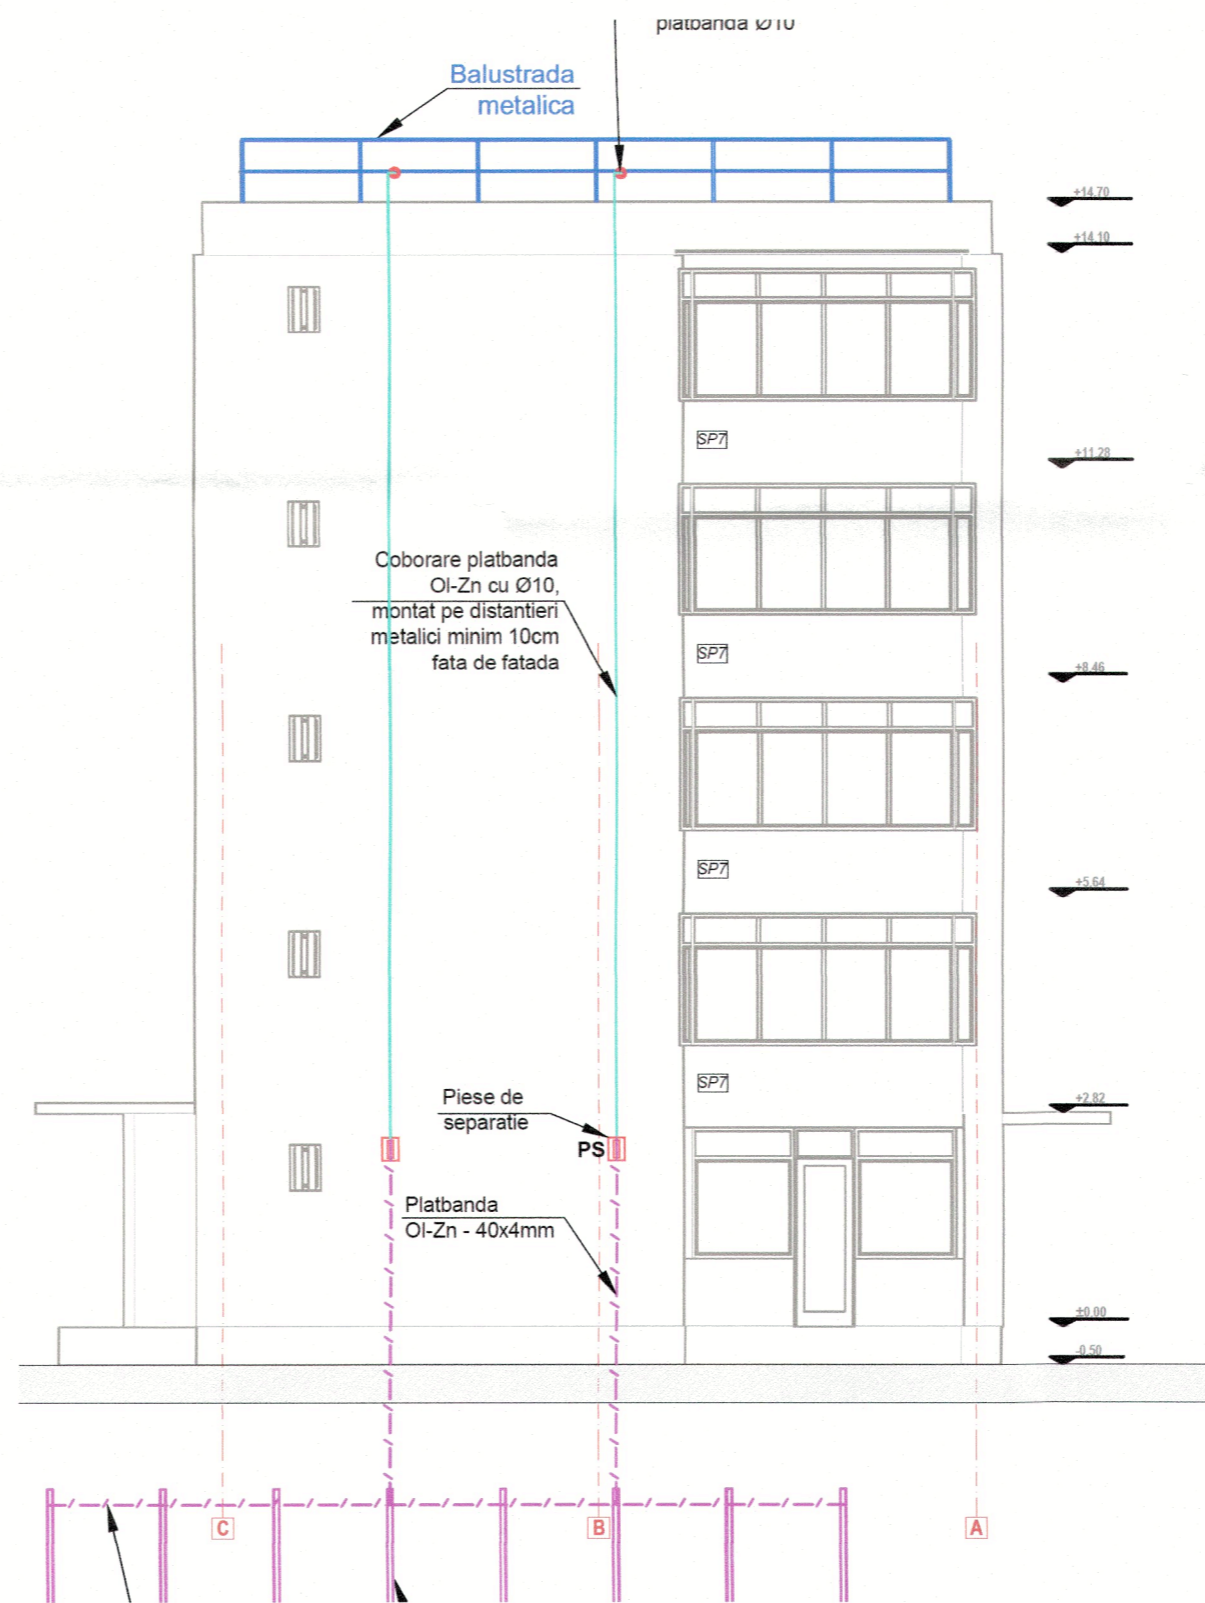 platbanda Ø10
Balustrada
metalica
+14.70
+14.10
SP7
+11.28
Coborare platbanda
Ol-Zn cu Ø10,
montat pe distantieri
metalici minim 10cm
fata de fatada
SP7
+8.46
SP7
+5.64
SP7
Piese de
separatie
+2.82
PS
Platbanda
Ol-Zn - 40x4mm
±0.00
-0.50
C
B
A